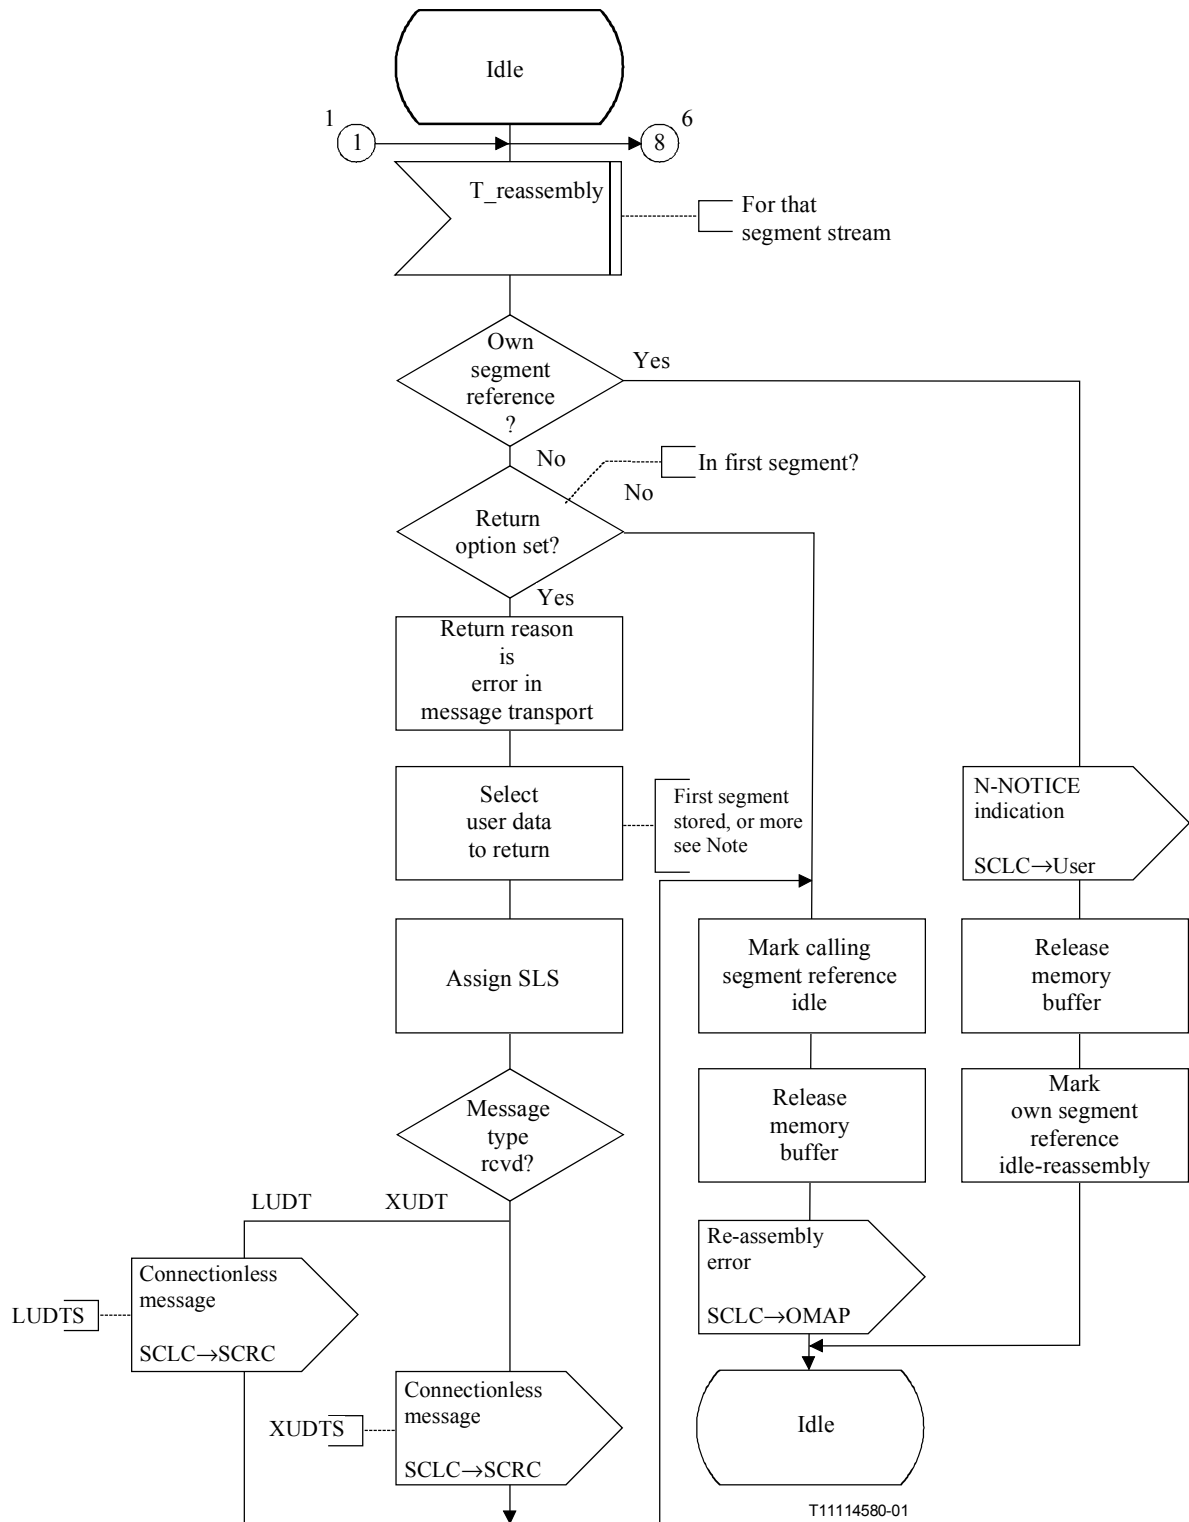 Idle
1
1
8
6
T_reassembly
For that
segment stream
Own
segment
reference
?
Yes
No
In first segment?
No
Return
option set?
Yes
Return reason
is
error in
message transport
Select
user data
to return
First segment
stored, or more
see Note
N-NOTICE
indication
SCLC→User
Assign SLS
Mark calling
segment reference
idle
Release
memory
buffer
Message
type
rcvd?
Release
memory
buffer
Mark
own segment
reference
idle-reassembly
LUDT
XUDT
Re-assembly
error
SCLC→OMAP
Connectionless
message
SCLC→SCRC
LUDTS
Connectionless
message
SCLC→SCRC
XUDTS
Idle
T11114580-01